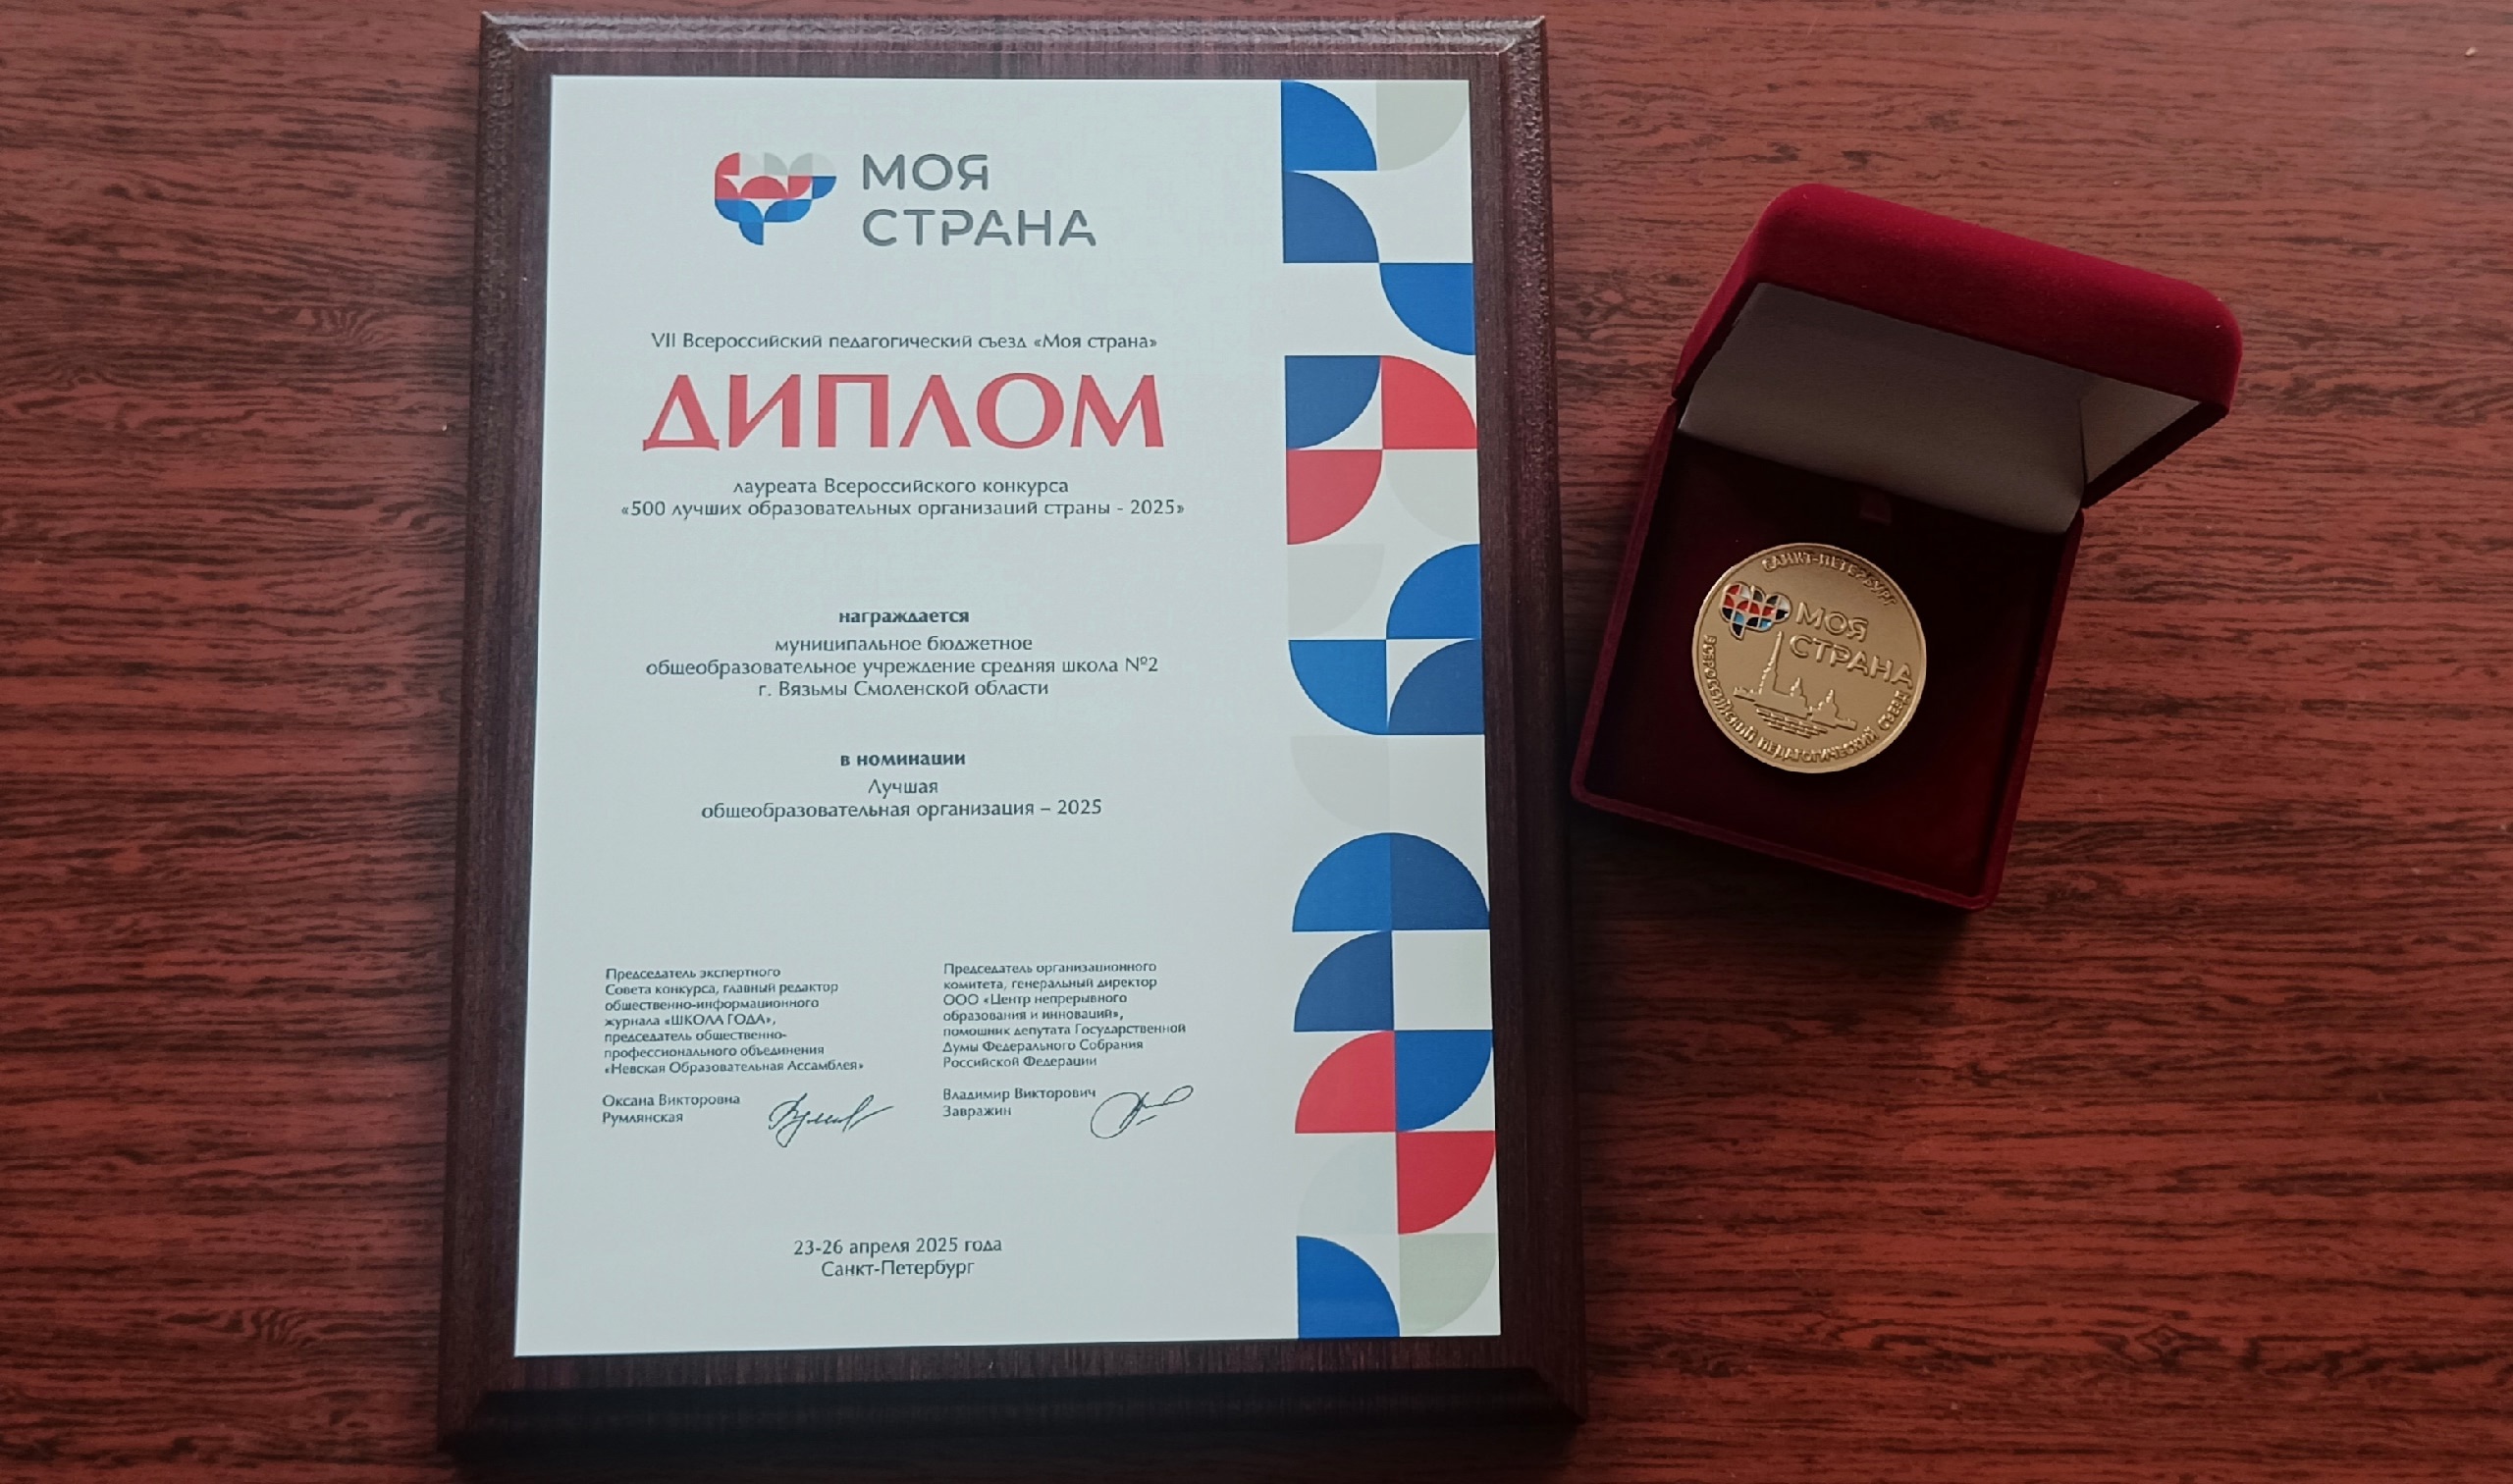 МОЯ
СТРАНА
VII Всероссийский педагогический съезд «Моя страна»
ДИПЛОМ
лауреата Всероссийского конкурса
«500 лучших образовательных организаций страны - 2025»
награждается
муниципальное бюджетное
общеобразовательное учреждение средняя школа №2
г. Вязьмы Смоленской области
в номинации
Лучшая
общеобразовательная организация – 2025
Председатель экспертного
Совета конкурса, главный редактор
общественно-информационного
журнала «ШКОЛА ГОДА»,
председатель общественно-
профессионального объединения
«Невская Образовательная Ассамблея»
Оксана Викторовна
Румлянская
Председатель организационного
комитета, генеральный директор
ООО «Центр непрерывного
образования и инноваций»,
помощник депутата Государственной
Думы Федерального Собрания
Российской Федерации
Владимир Викторович
Завражин
23-26 апреля 2025 года
Санкт-Петербург
САНКТ-ПЕТЕРБУРГ
МОЯ
СТРАНА
ВСЕРОССИЙСКИЙ ПЕДАГОГИЧЕСКИЙ СЪЕЗД